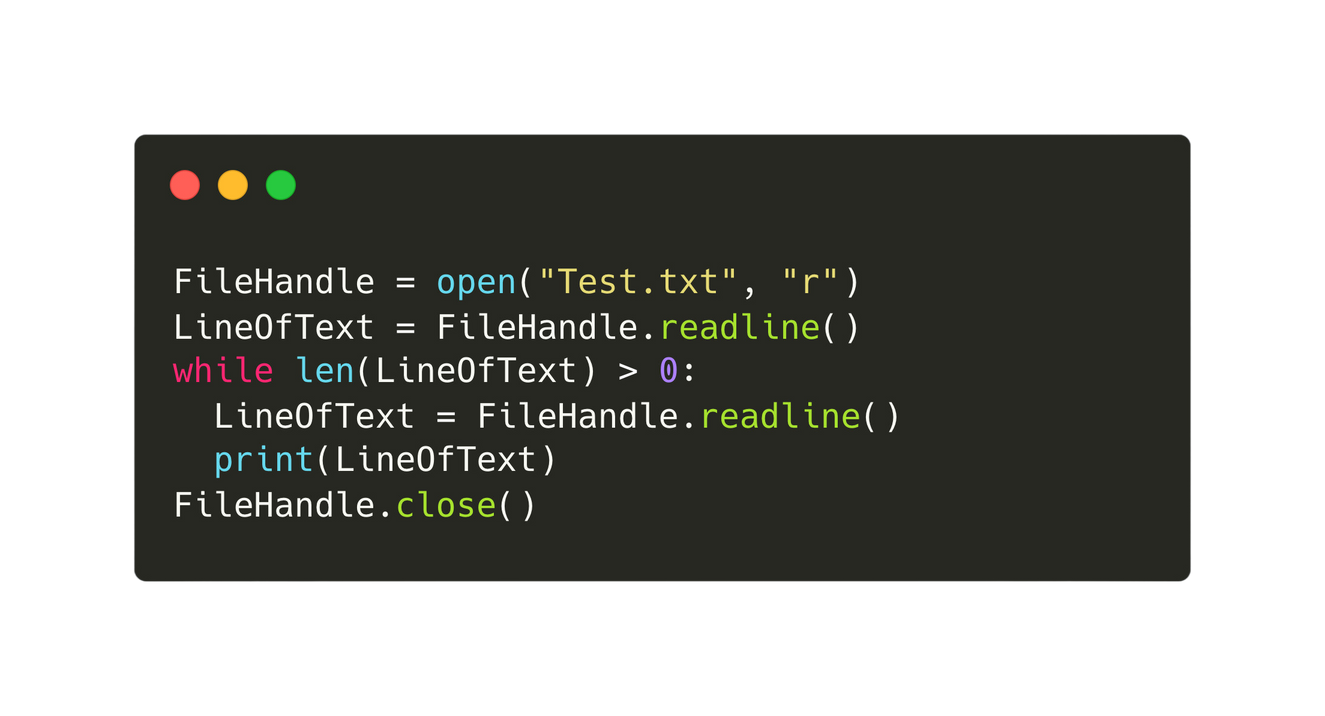 FileHandle = open("Test.txt", "r")
LineOfText = FileHandle.readline()
while len(LineOfText) > 0:
  LineOfText = FileHandle.readline()
  print(LineOfText)
FileHandle.close()